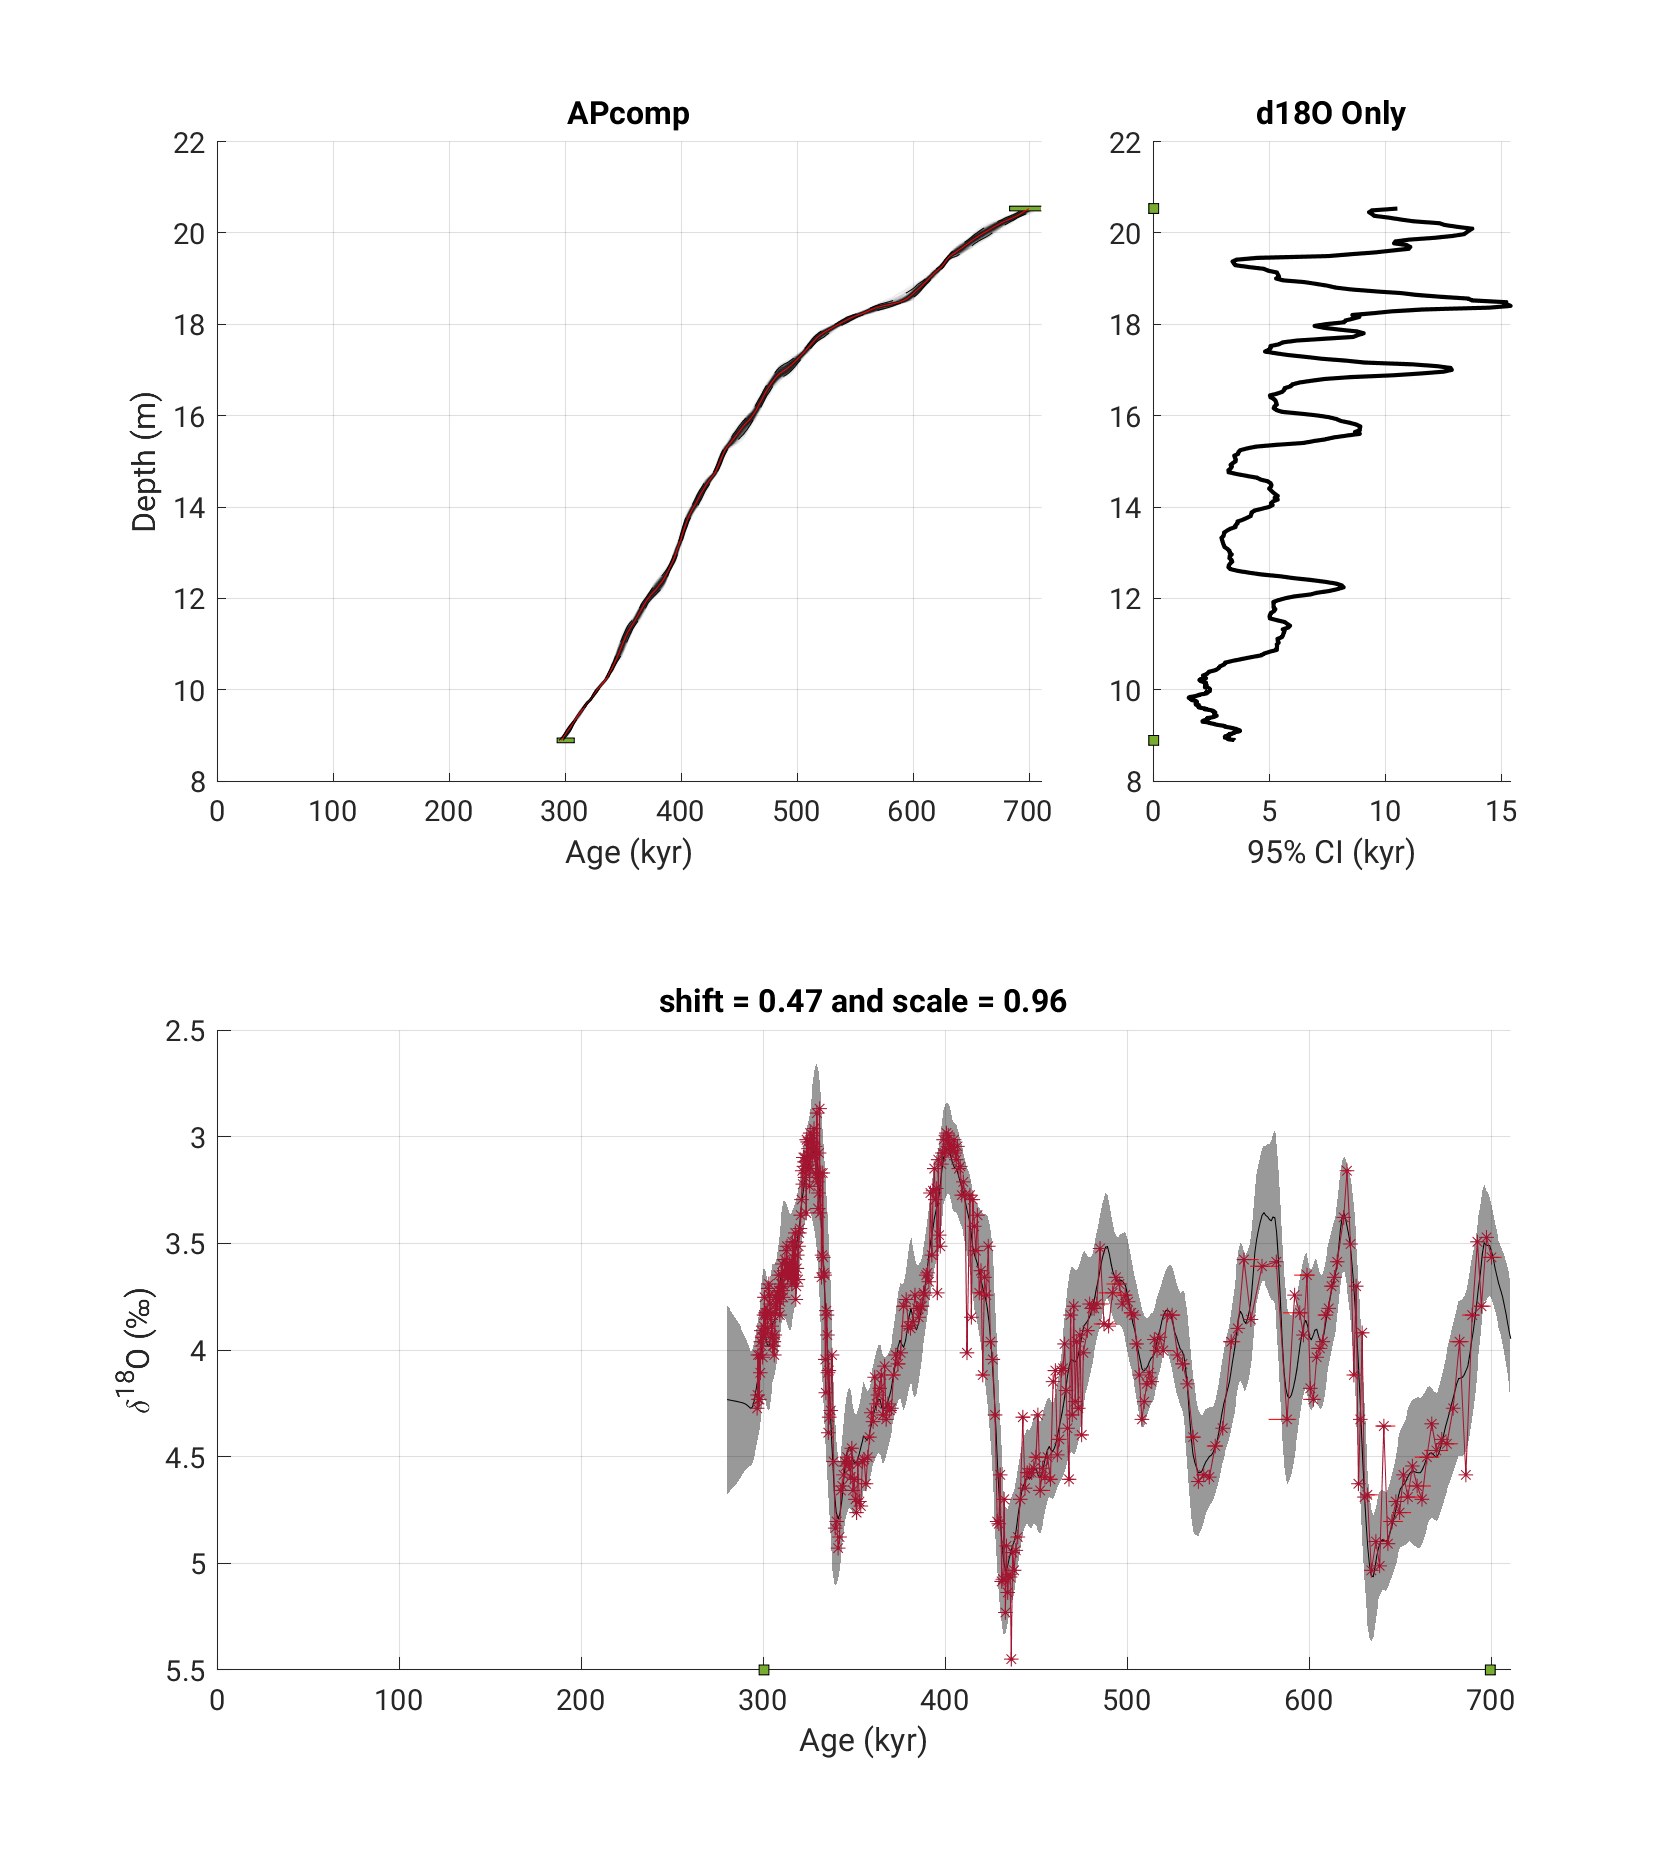 APcomp
d18O Only
22
20
18
16
14
12
10
8
Depth (m)
0 100 200 300 400 500 600 700
Age (kyr)
22
20
18
16
14
12
10
8
0 5 10 15
95% CI (kyr)
shift = 0.47 and scale = 0.96
2.5
3
3.5
4
4.5
5
5.5
δ18O (‰)
0 100 200 300 400 500 600 700
Age (kyr)